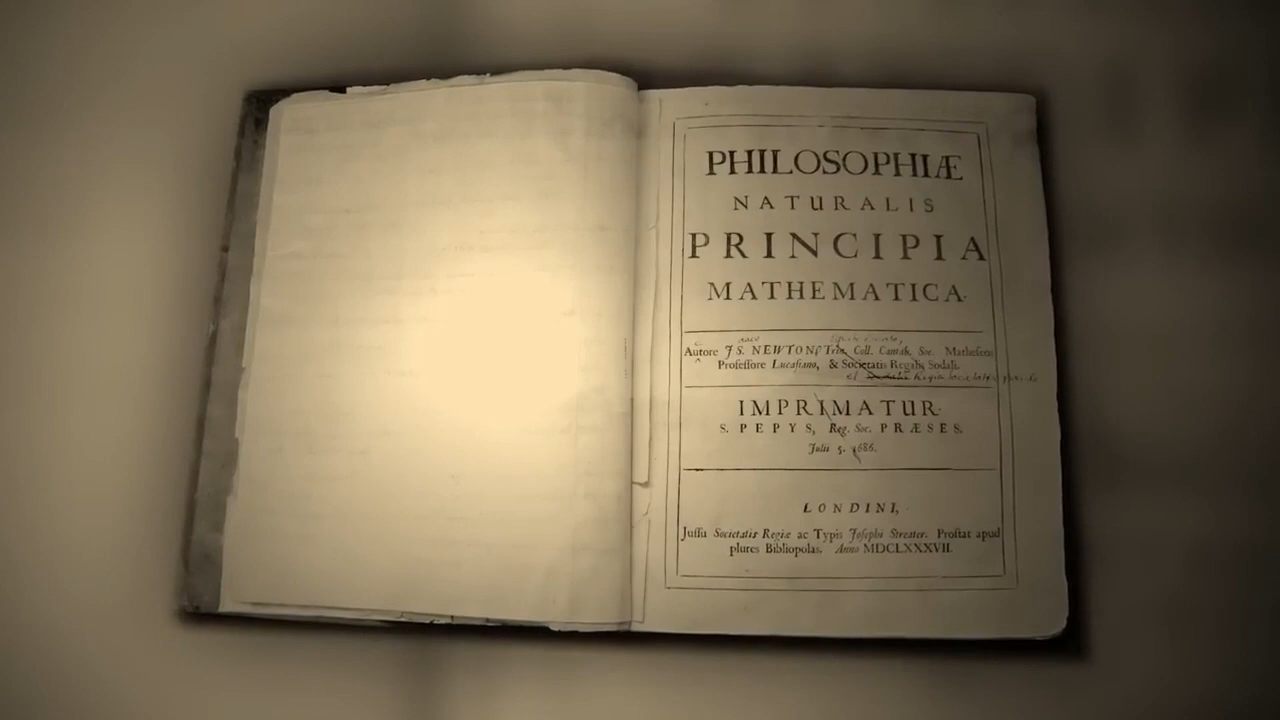 PHILOSOPHIÆ
NATURALIS
PRINCIPIA
MATHEMATICA.
Autore JS. NEWTON, Trin. Coll. Cantab. Soc. Matheseos
Professore Lucasiano, & Societatis Regalis Sodali.
IMPRIMATUR.
S. PEPYS, Reg. Soc. PRÆSES.
Julii 5. 1686.
LONDINI,
Jussu Societatis Regiæ ac Typis Josephi Streater. Prostat apud
plures Bibliopolas. Anno MDCLXXXVII.